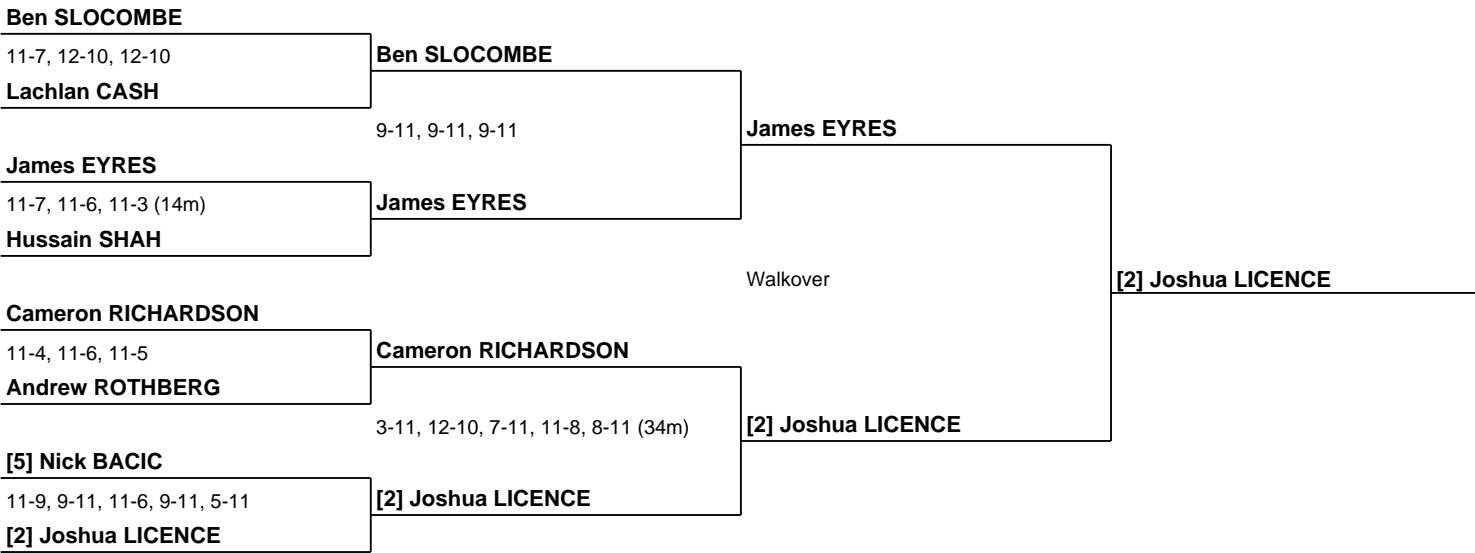 Ben SLOCOMBE
11-7, 12-10, 12-10
Lachlan CASH
James EYRES
11-7, 11-6, 11-3 (14m)
Hussain SHAH
Cameron RICHARDSON
11-4, 11-6, 11-5
Andrew ROTHBERG
[5] Nick BACIC
11-9, 9-11, 11-6, 9-11, 5-11
[2] Joshua LICENCE
Ben SLOCOMBE
9-11, 9-11, 9-11
James EYRES
Cameron RICHARDSON
3-11, 12-10, 7-11, 11-8, 8-11 (34m)
[2] Joshua LICENCE
James EYRES
Walkover
[2] Joshua LICENCE
[2] Joshua LICENCE